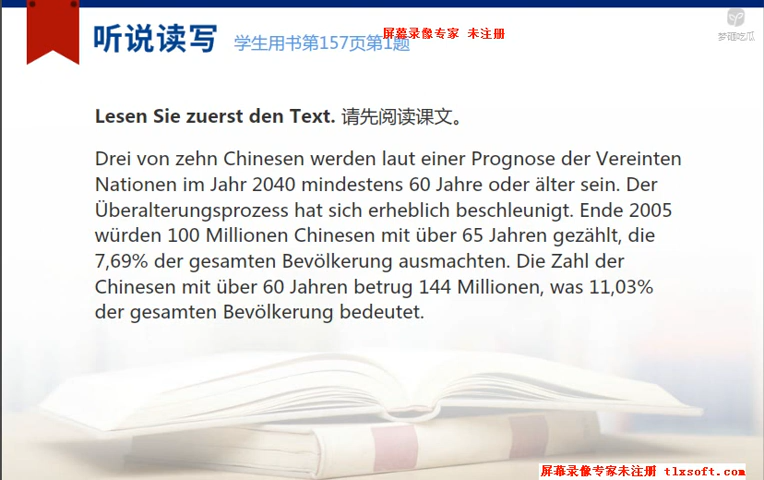 听说读写 学生用书第157页第1题
屏幕录像专家 未注册
梦砸吃瓜
Lesen Sie zuerst den Text. 请先阅读课文。
Drei von zehn Chinesen werden laut einer Prognose der Vereinten
Nationen im Jahr 2040 mindestens 60 Jahre oder älter sein. Der
Überalterungsprozess hat sich erheblich beschleunigt. Ende 2005
würden 100 Millionen Chinesen mit über 65 Jahren gezählt, die
7,69% der gesamten Bevölkerung ausmachten. Die Zahl der
Chinesen mit über 60 Jahren betrug 144 Millionen, was 11,03%
der gesamten Bevölkerung bedeutet.
屏幕录像专家未注册 tlxsoft.com